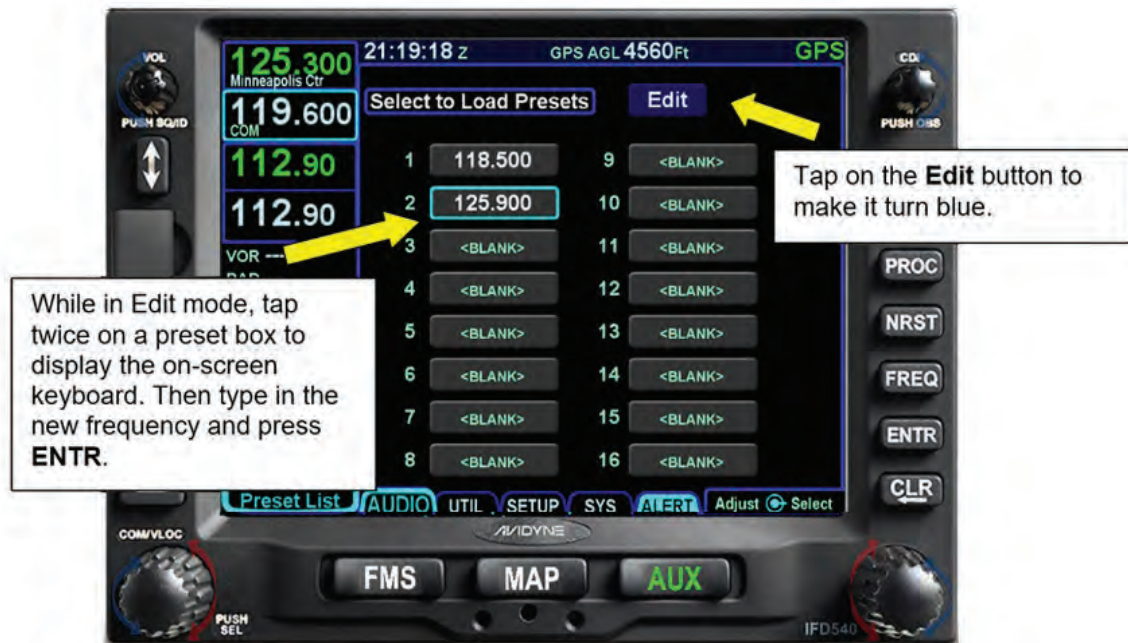 VOL
PUSH SQ/ID
125.300
Minneapolis Ctr
119.600
COM
112.90
112.90
VOR ---
21:19:18 Z
GPS AGL 4560Ft
GPS
Select to Load Presets
Edit
1 118.500
2 125.900
3 <BLANK>
4 <BLANK>
5 <BLANK>
6 <BLANK>
7 <BLANK>
8 <BLANK>
9 <BLANK>
10 <BLANK>
11 <BLANK>
12 <BLANK>
13 <BLANK>
14 <BLANK>
15 <BLANK>
16 <BLANK>
PUSH OBS
Tap on the Edit button to
make it turn blue.
While in Edit mode, tap
twice on a preset box to
display the on-screen
keyboard. Then type in the
new frequency and press
ENTR.
PROC
NRST
FREQ
ENTR
CLR
Preset List
AUDIO UTIL SETUP SYS ALERT
Adjust Select
AVIDYNE
COM/VLOC
PUSH
SEL
FMS MAP AUX
IFD540